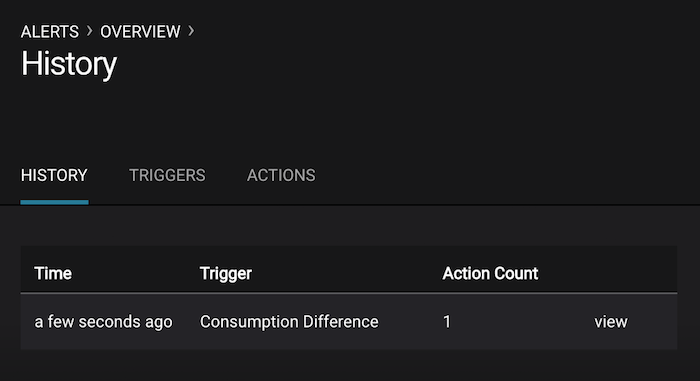 ALERTS › OVERVIEW ›
History
HISTORY TRIGGERS ACTIONS
Time Trigger Action Count
a few seconds ago Consumption Difference 1 view